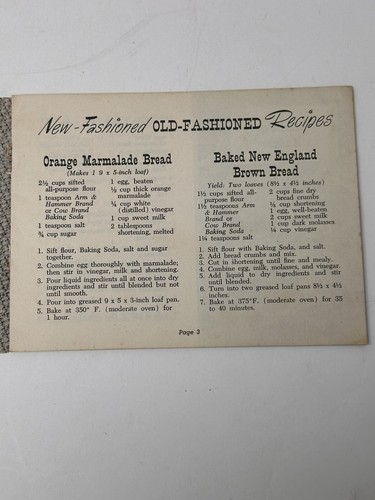 New-Fashioned OLD-FASHIONED Recipes
Orange Marmalade Bread
(Makes 1 9 x 5-inch loaf)
2½ cups sifted
all-purpose flour
1 teaspoon Arm &
Hammer Brand
or Cow Brand
Baking Soda
1 teaspoon salt
¾ cup sugar
1 egg, beaten
cup thick orange
marmalade
cup white
(distilled) vinegar
1 cup sweet milk
2 tablespoons
shortening, melted
1. Sift flour, Baking Soda, salt and sugar
together.
2. Combine egg thoroughly with marmalade,
then stir in vinegar, milk and shortening.
3. Pour liquid ingredients all at once into dry
ingredients and stir until blended but not
until smooth.
4. Pour into greased 9 x 5 x 3-inch loaf pan.
5. Bake at 350° F. (moderate oven) for
1 hour.
Baked New England
Brown Bread
Yield: Two loaves (8½ x 4½ inches)
1½ cups sifted all-
purpose flour
1½ teaspoons Arm
& Hammer
Brand or
Cow Brand
Baking Soda
1¼ teaspoons salt
2 cups fine dry
bread crumbs
cup shortening
1 egg, well-beaten
2 cups sweet milk
1 cup dark molasses
¼ cup vinegar
1. Sift flour with Baking Soda, and salt.
2. Add bread crumbs and mix.
3. Cut in shortening until fine and mealy.
4. Combine egg, milk, molasses, and vinegar.
5. Add liquid to dry ingredients and stir
until blended.
6. Turn into two greased loaf pans 8½ x 4½
inches.
7. Bake at 375° F. (moderate oven) for 35
to 40 minutes.
Page 3